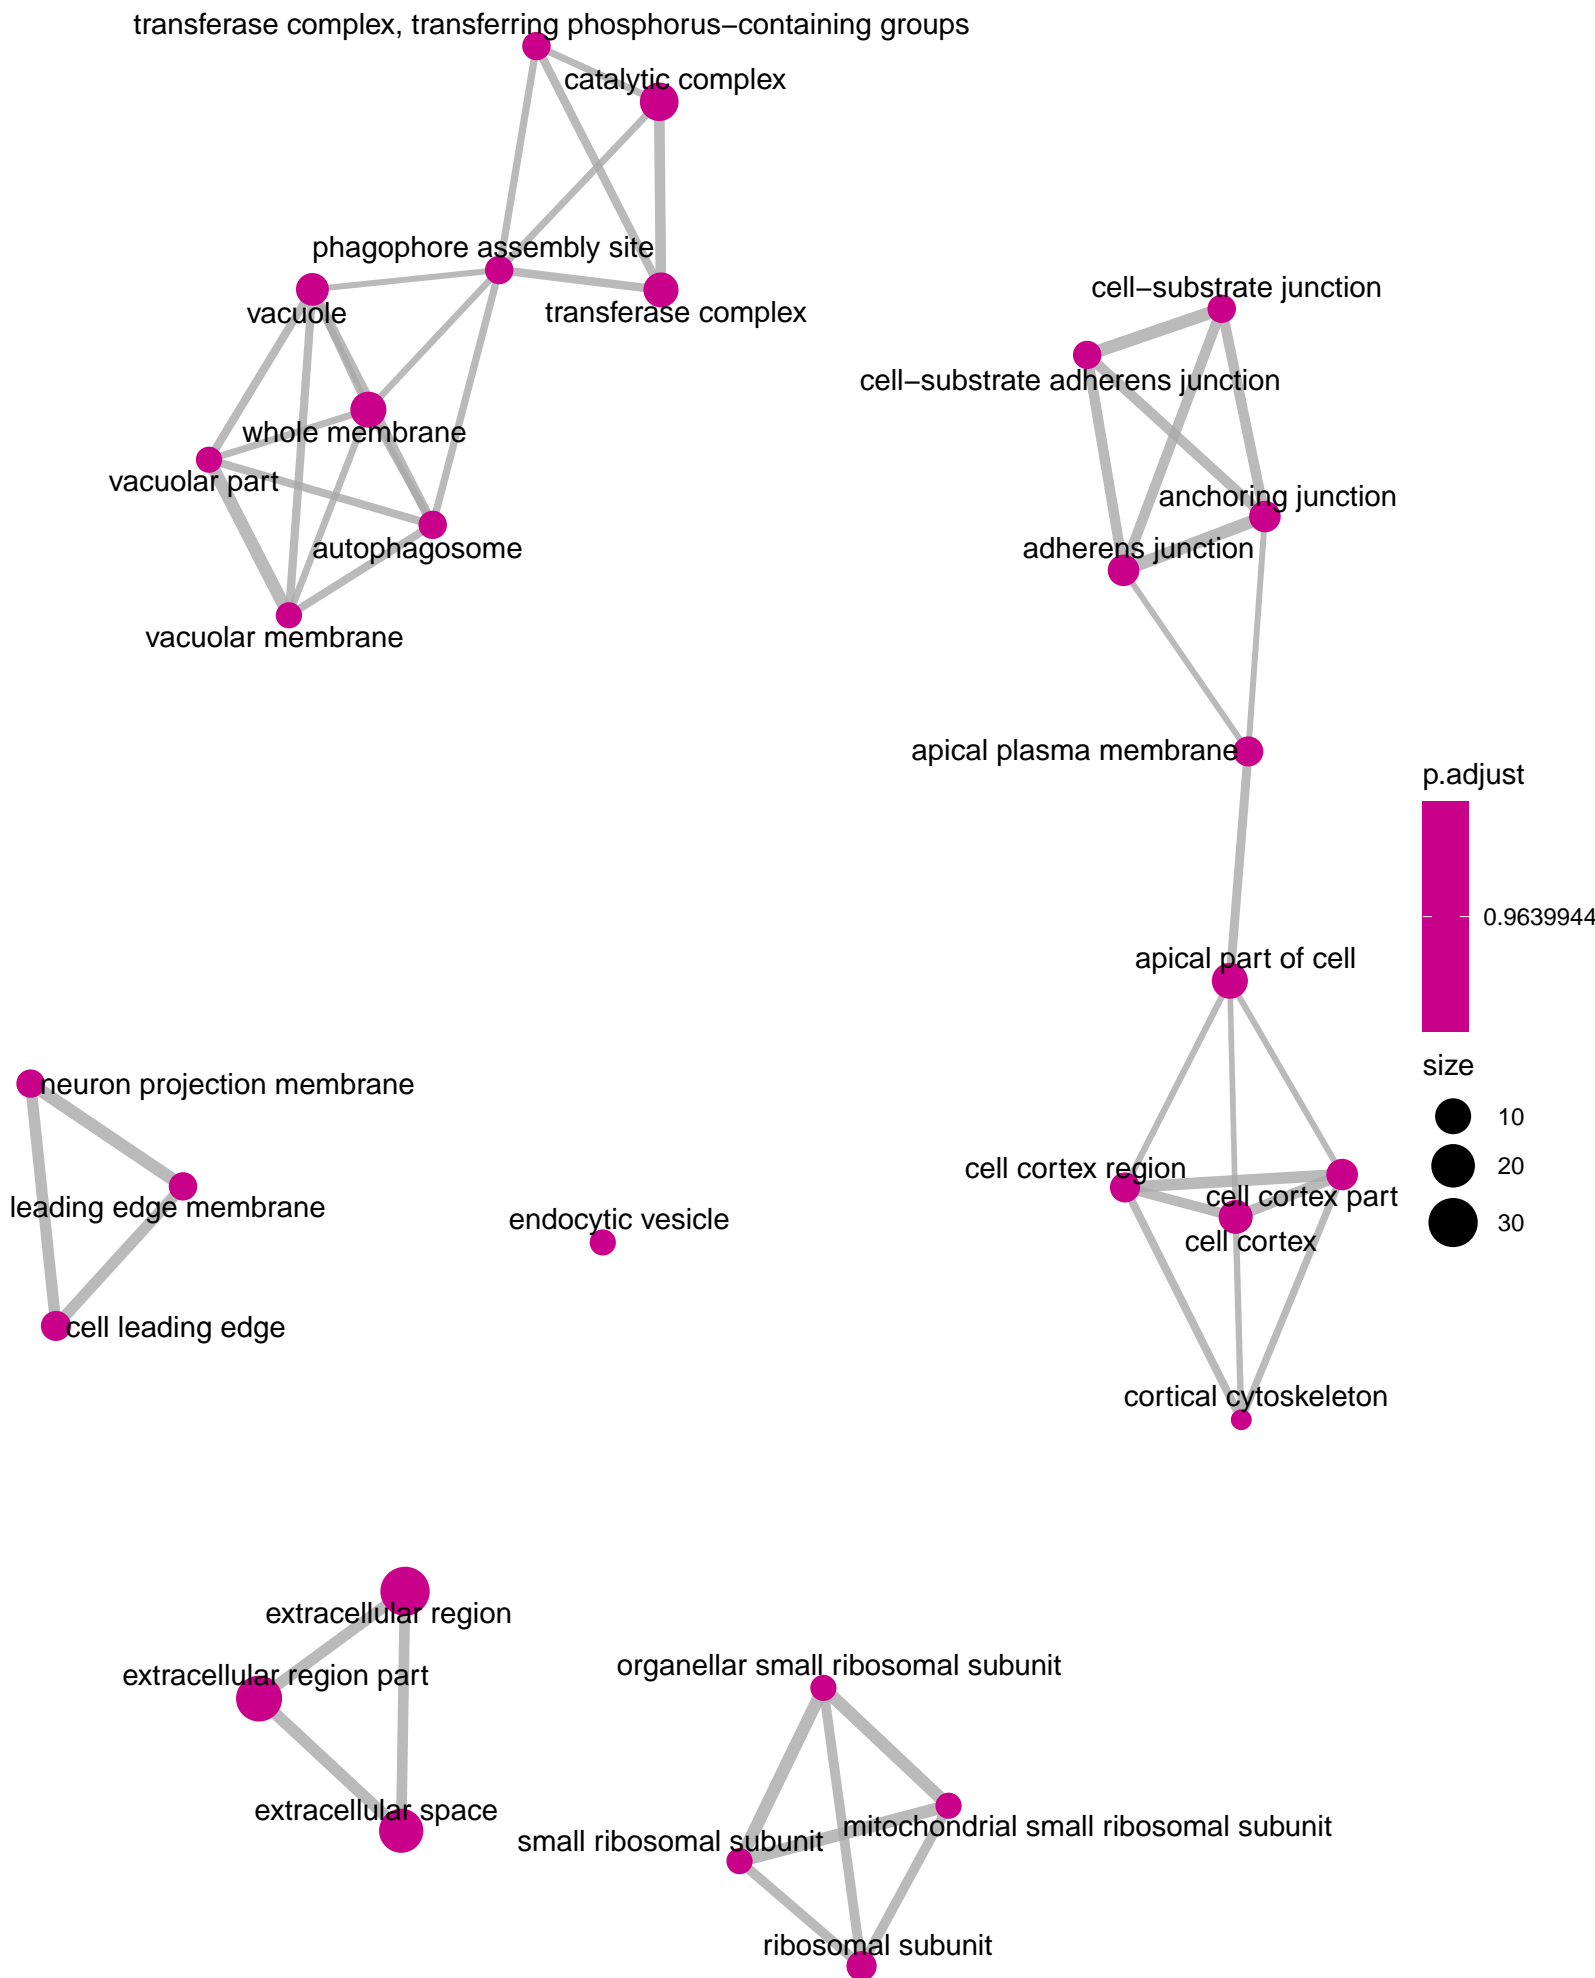 transferase complex, transferring phosphorus−containing groups
catalytic complex
phagophore assembly site
vacuole
transferase complex
cell−substrate junction
cell−substrate adherens junction
whole membrane
vacuolar part
anchoring junction
autophagosome
adherens junction
vacuolar membrane
apical plasma membrane
p.adjust
0.9639944
apical part of cell
size
10
20
30
neuron projection membrane
cell cortex region
cell cortex part
leading edge membrane
endocytic vesicle
cell cortex
cell leading edge
cortical cytoskeleton
extracellular region
organellar small ribosomal subunit
extracellular region part
extracellular space
mitochondrial small ribosomal subunit
small ribosomal subunit
ribosomal subunit